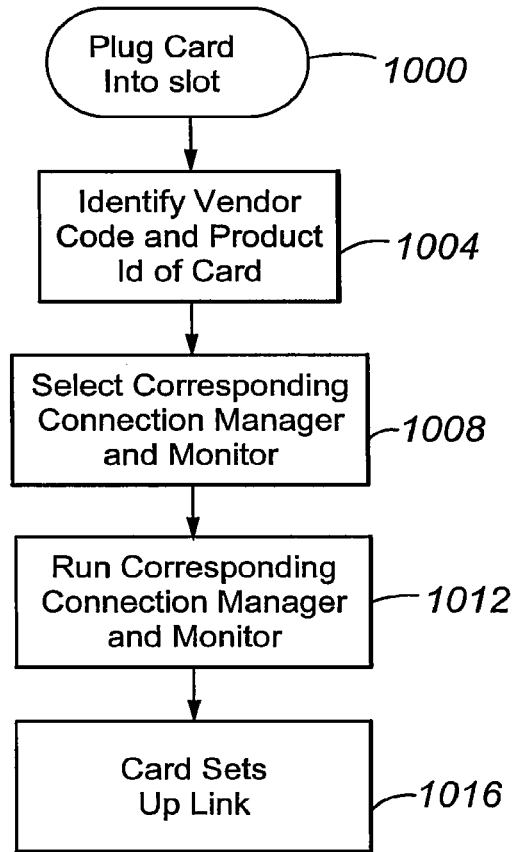 Plug Card
Into slot
1000
Identify Vendor
Code and Product
Id of Card
1004
Select Corresponding
Connection Manager
and Monitor
1008
Run Corresponding
Connection Manager
and Monitor
1012
Card Sets
Up Link
1016